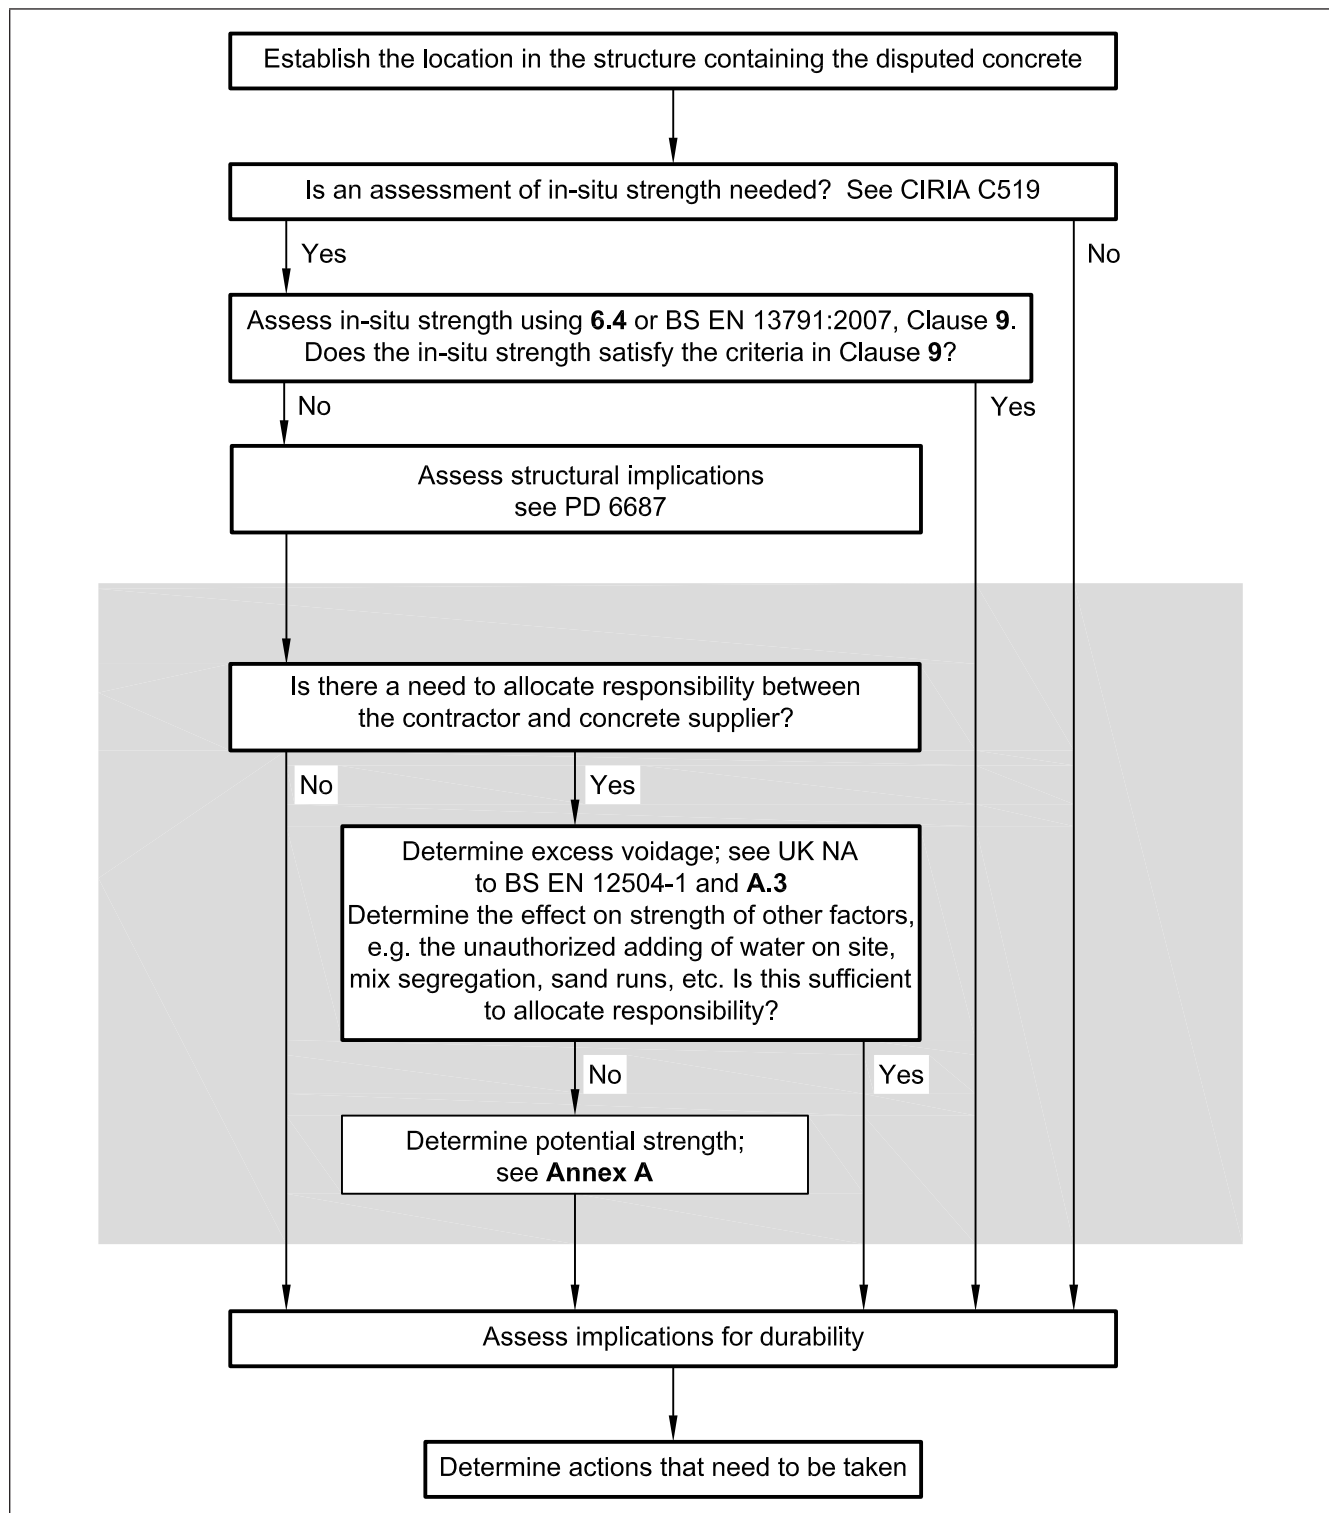 Establish the location in the structure containing the disputed concrete
Is an assessment of in-situ strength needed?  See CIRIA C519
Yes
No
Assess in-situ strength using 6.4 or BS EN 13791:2007, Clause 9.
Does the in-situ strength satisfy the criteria in Clause 9?
No
Yes
Assess structural implications
see PD 6687
Is there a need to allocate responsibility between
the contractor and concrete supplier?
No
Yes
Determine excess voidage; see UK NA
to BS EN 12504-1 and A.3
Determine the effect on strength of other factors,
e.g. the unauthorized adding of water on site,
mix segregation, sand runs, etc. Is this sufficient
to allocate responsibility?
No
Yes
Determine potential strength;
see Annex A
Assess implications for durability
Determine actions that need to be taken